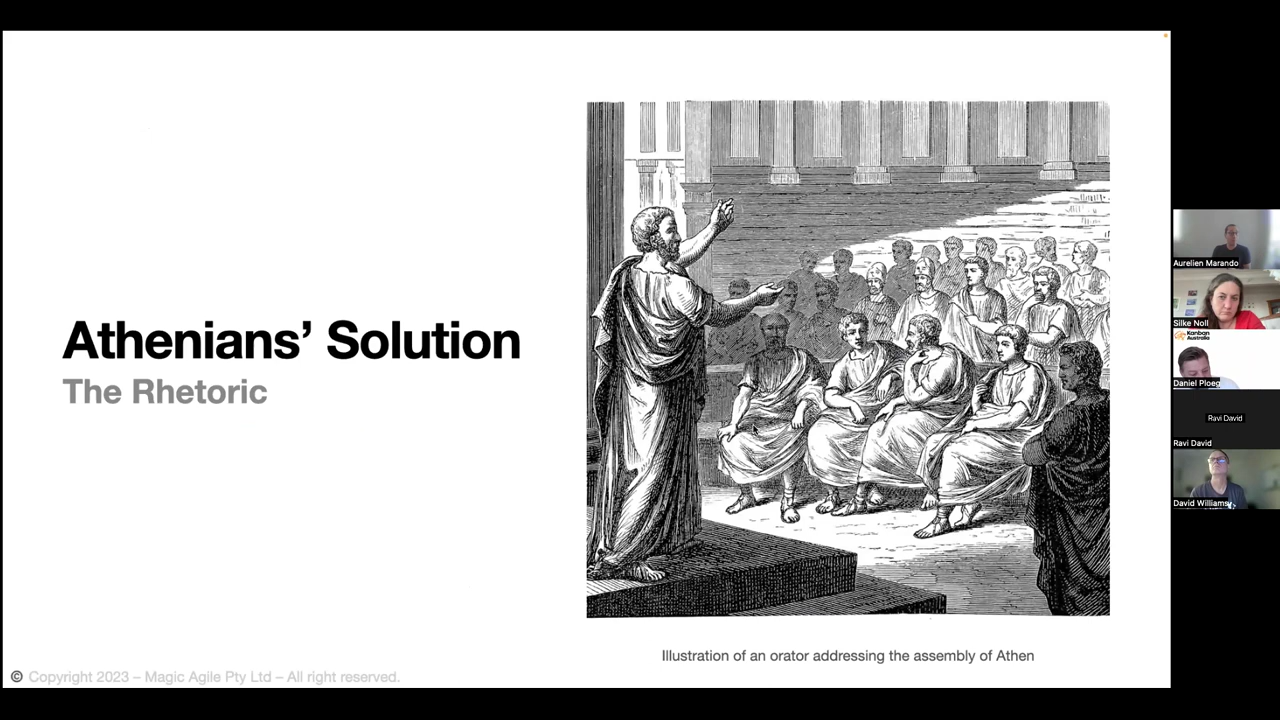 Athenians’ Solution
The Rhetoric
Illustration of an orator addressing the assembly of Athen
© Copyright 2023 – Magic Agile Pty Ltd – All right reserved.
Aurelien Marando
Silke Noll
Kanban
Australia
Daniel Ploeg
Ravi David
Ravi David
David Williams